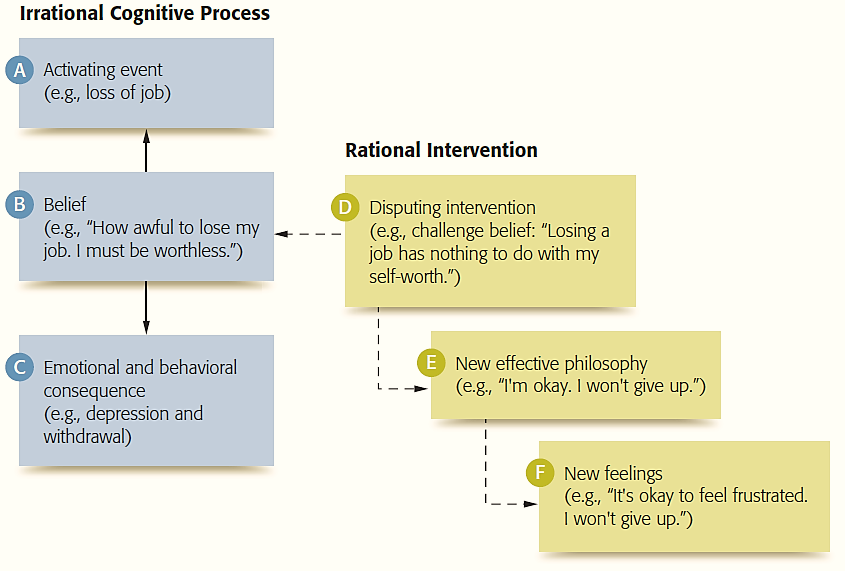 Irrational Cognitive Process
A
Activating event
(e.g., loss of job)
B
Belief
(e.g., “How awful to lose my
job. I must be worthless.”)
C
Emotional and behavioral
consequence
(e.g., depression and
withdrawal)
Rational Intervention
D
Disputing intervention
(e.g., challenge belief: “Losing a
job has nothing to do with my
self-worth.”)
E
New effective philosophy
(e.g., “I'm okay. I won't give up.”)
F
New feelings
(e.g., “It's okay to feel frustrated.
I won't give up.”)